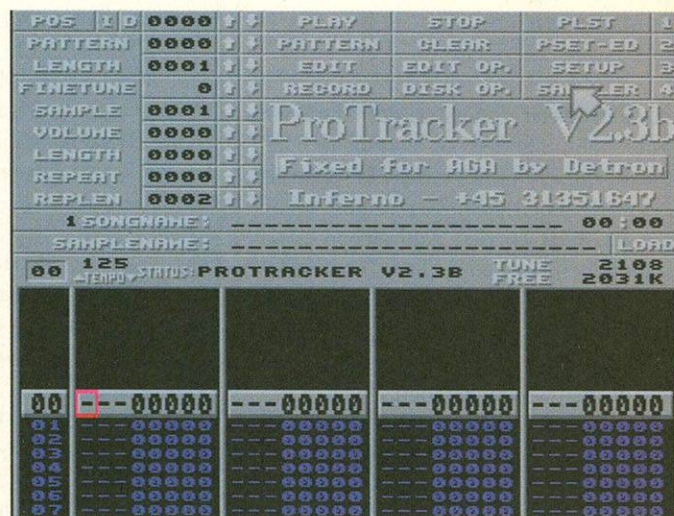 POS I D 0000 PLAY STOP PLST 1
PATTERN 0000 PATTERN CLEAR PSET-ED 2
LENGTH 0001 EDIT EDIT OP. SETUP 3
FINETUNE 0 RECORD DISK OP. SAMPLER 4
SAMPLE 0001
VOLUME 0000
LENGTH 0000
REPEAT 0000
REPLEN 0002
ProTracker V2.3b
Fixed for AGA by Detron
Inferno - +45 31351647
1 SONGNAME: ____________________ 00:00
SAMPLENAME: ______________________ LOAD
00 125 TEMPO STATUS: PROTRACKER V2.3B TUNE 2108
FREE 2031K
00 ---00000 ---00000 ---00000 ---00000
01 ---00000 ---00000 ---00000 ---00000
02 ---00000 ---00000 ---00000 ---00000
03 ---00000 ---00000 ---00000 ---00000
04 ---00000 ---00000 ---00000 ---00000
05 ---00000 ---00000 ---00000 ---00000
06 ---00000 ---00000 ---00000 ---00000
07 ---00000 ---00000 ---00000 ---00000